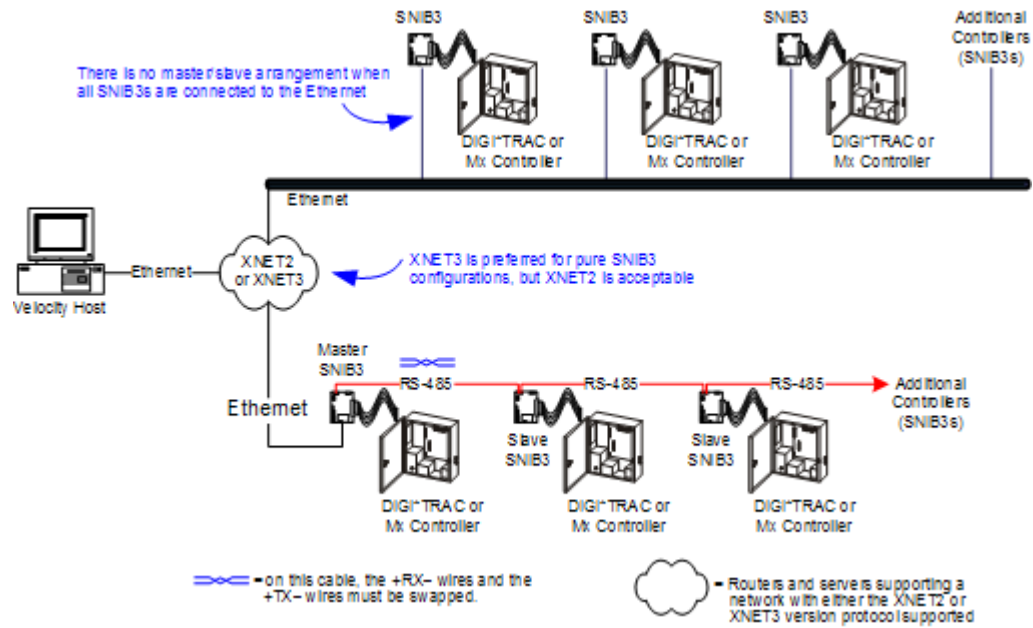 SNIB3
SNIB3
SNIB3
Additional
Controllers
(SNIB3s)
There is no master/slave arrangement when
all SNIB3s are connected to the Ethernet
DIGI*TRAC or
Mx Controller
DIGI*TRAC or
Mx Controller
DIGI*TRAC or
Mx Controller
Ethernet
XNET2
or XNET3
Ethernet
Velocity Host
XNET3 is preferred for pure SNIB3
configurations, but XNET2 is acceptable
Master
SNIB3
RS-485
RS-485
RS-485
Additional
Controllers
(SNIB3s)
Ethernet
Slave
SNIB3
Slave
SNIB3
DIGI*TRAC or
Mx Controller
DIGI*TRAC or
Mx Controller
DIGI*TRAC or
Mx Controller
= on this cable, the +RX– wires and the
+TX– wires must be swapped.
= Routers and servers supporting a
network with either the XNET2 or
XNET3 version protocol supported